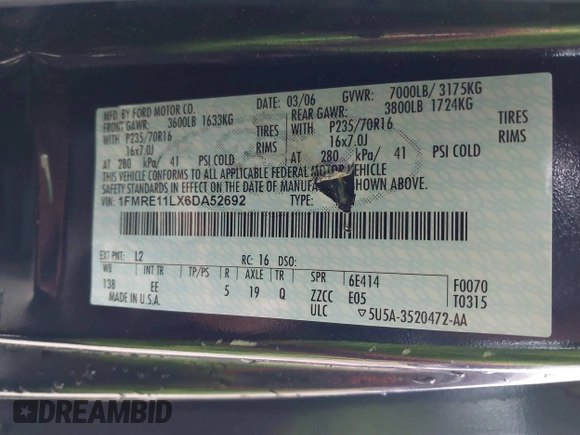 MFD. BY FORD MOTOR CO.
DATE: 03/06 GVWR: 7000LB/ 3175KG
FRONT GAWR: 3600LB 1633KG
REAR GAWR: 3800LB 1724KG
WITH P235/70R16 TIRES
WITH P235/70R16 TIRES
16x7.0J RIMS
16x7.0J RIMS
AT 280 kPa/ 41 PSI COLD
AT 280 kPa/ 41 PSI COLD
THIS VEHICLE CONFORMS TO ALL APPLICABLE FEDERAL MOTOR VEHICLE
SAFETY STANDARDS IN EFFECT ON THE DATE OF MANUFACTURE SHOWN ABOVE.
VIN: 1FMRE11LX6DA52692 TYPE:
EXT PNT: L2 RC: 16 DSO:
WB INT TR TP/PS R AXLE TR SPR 6E414 F0070
138 EE 5 19 Q ZZCC E05 T0315
MADE IN U.S.A. ULC ▽5U5A-3520472-AA
DREAMBID